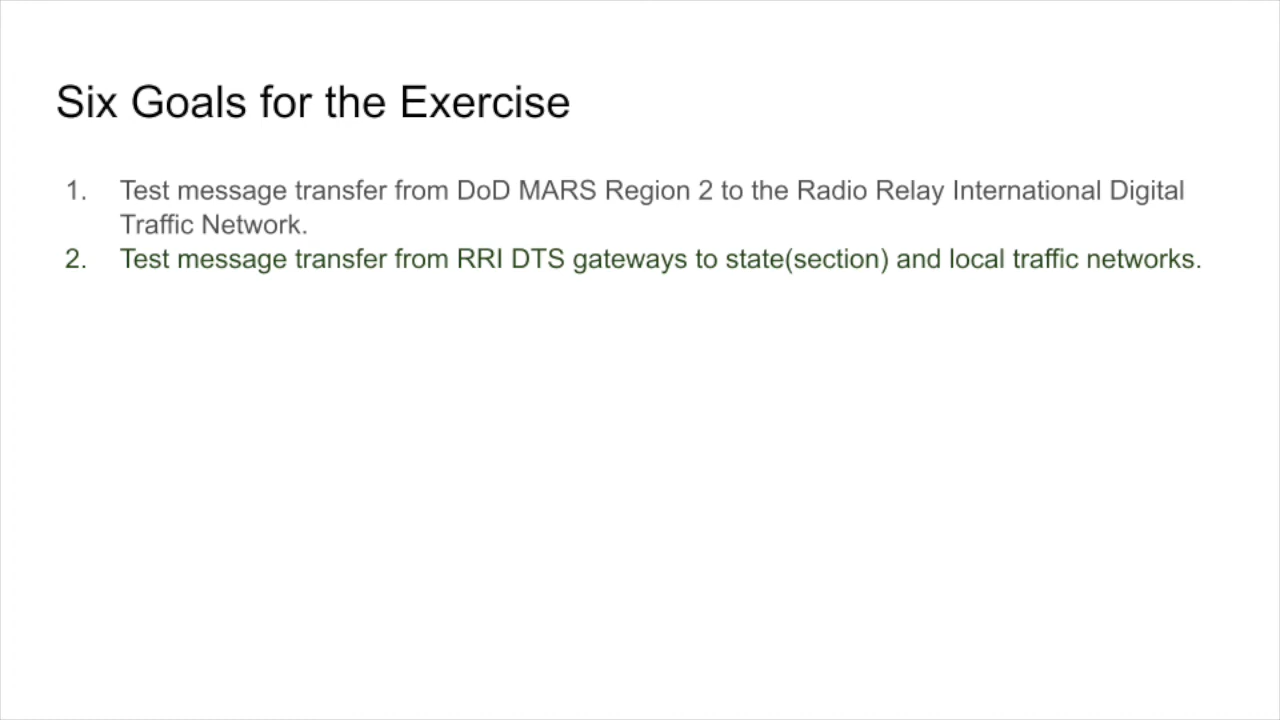 Six Goals for the Exercise
1. Test message transfer from DoD MARS Region 2 to the Radio Relay International Digital
Traffic Network.
2. Test message transfer from RRI DTS gateways to state(section) and local traffic networks.